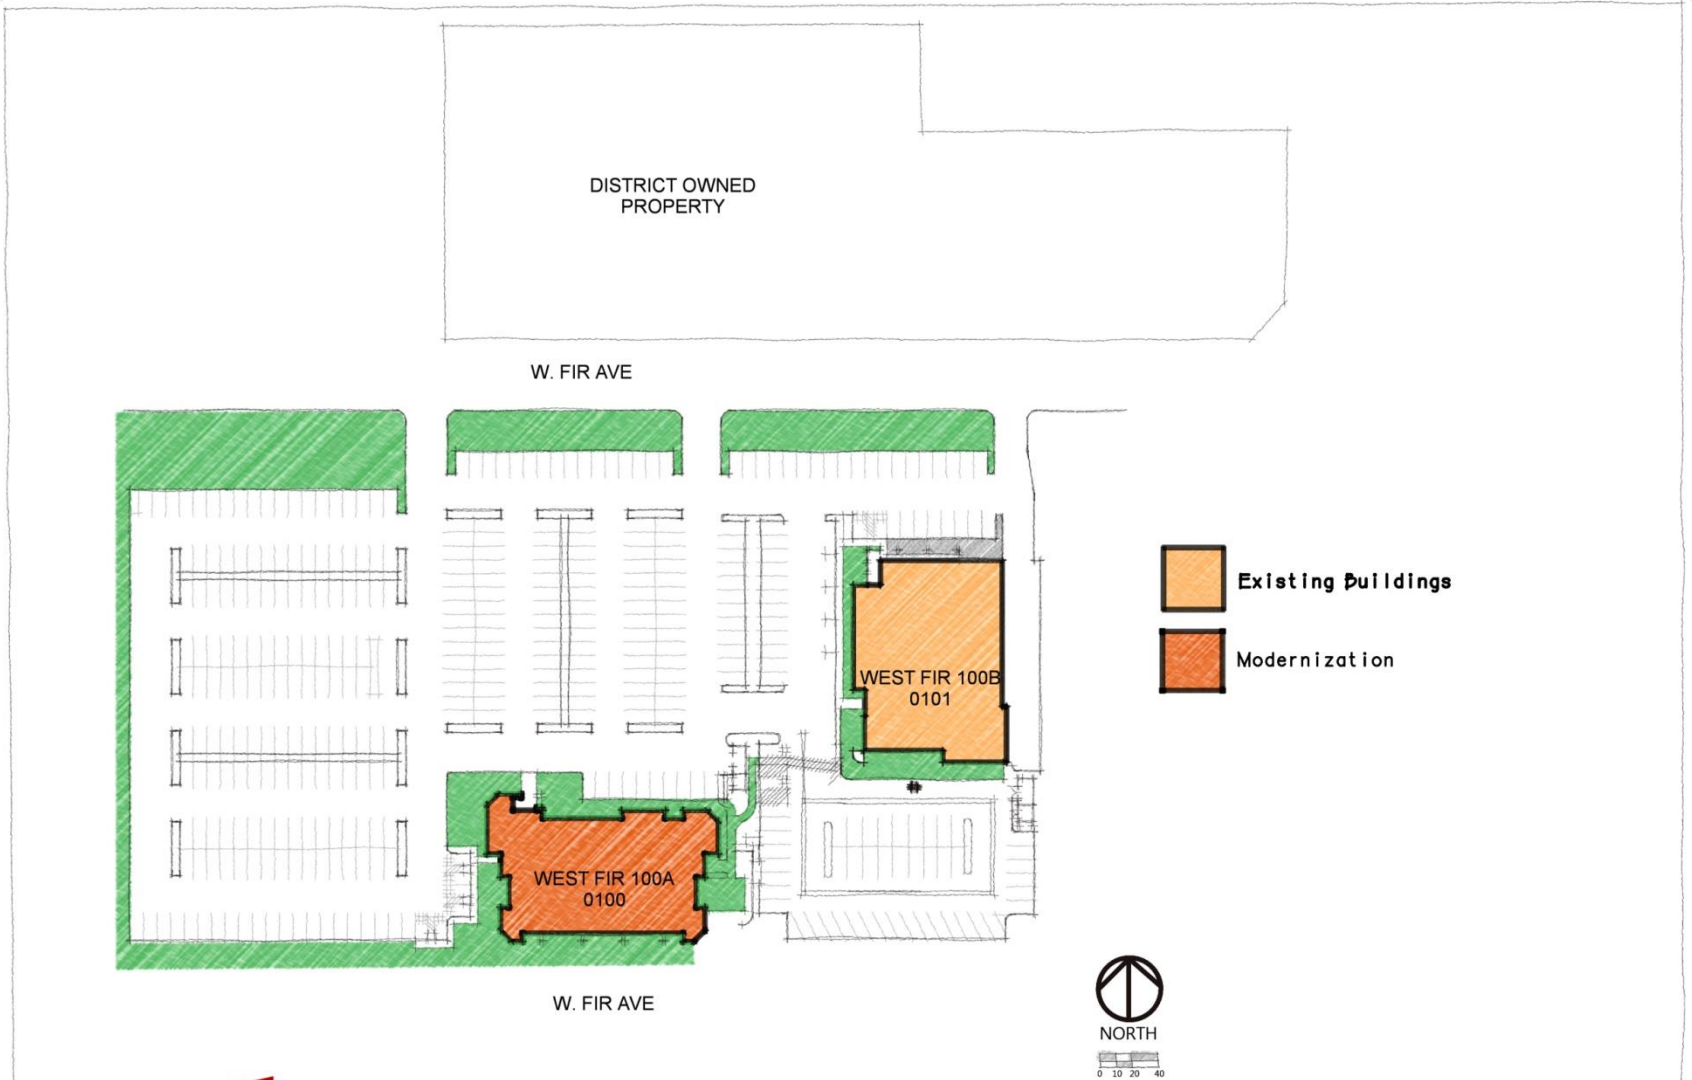 DISTRICT OWNED
PROPERTY
W. FIR AVE
Existing Buildings
Modernization
WEST FIR 100B
0101
WEST FIR 100A
0100
W. FIR AVE
NORTH
0 10 20 40